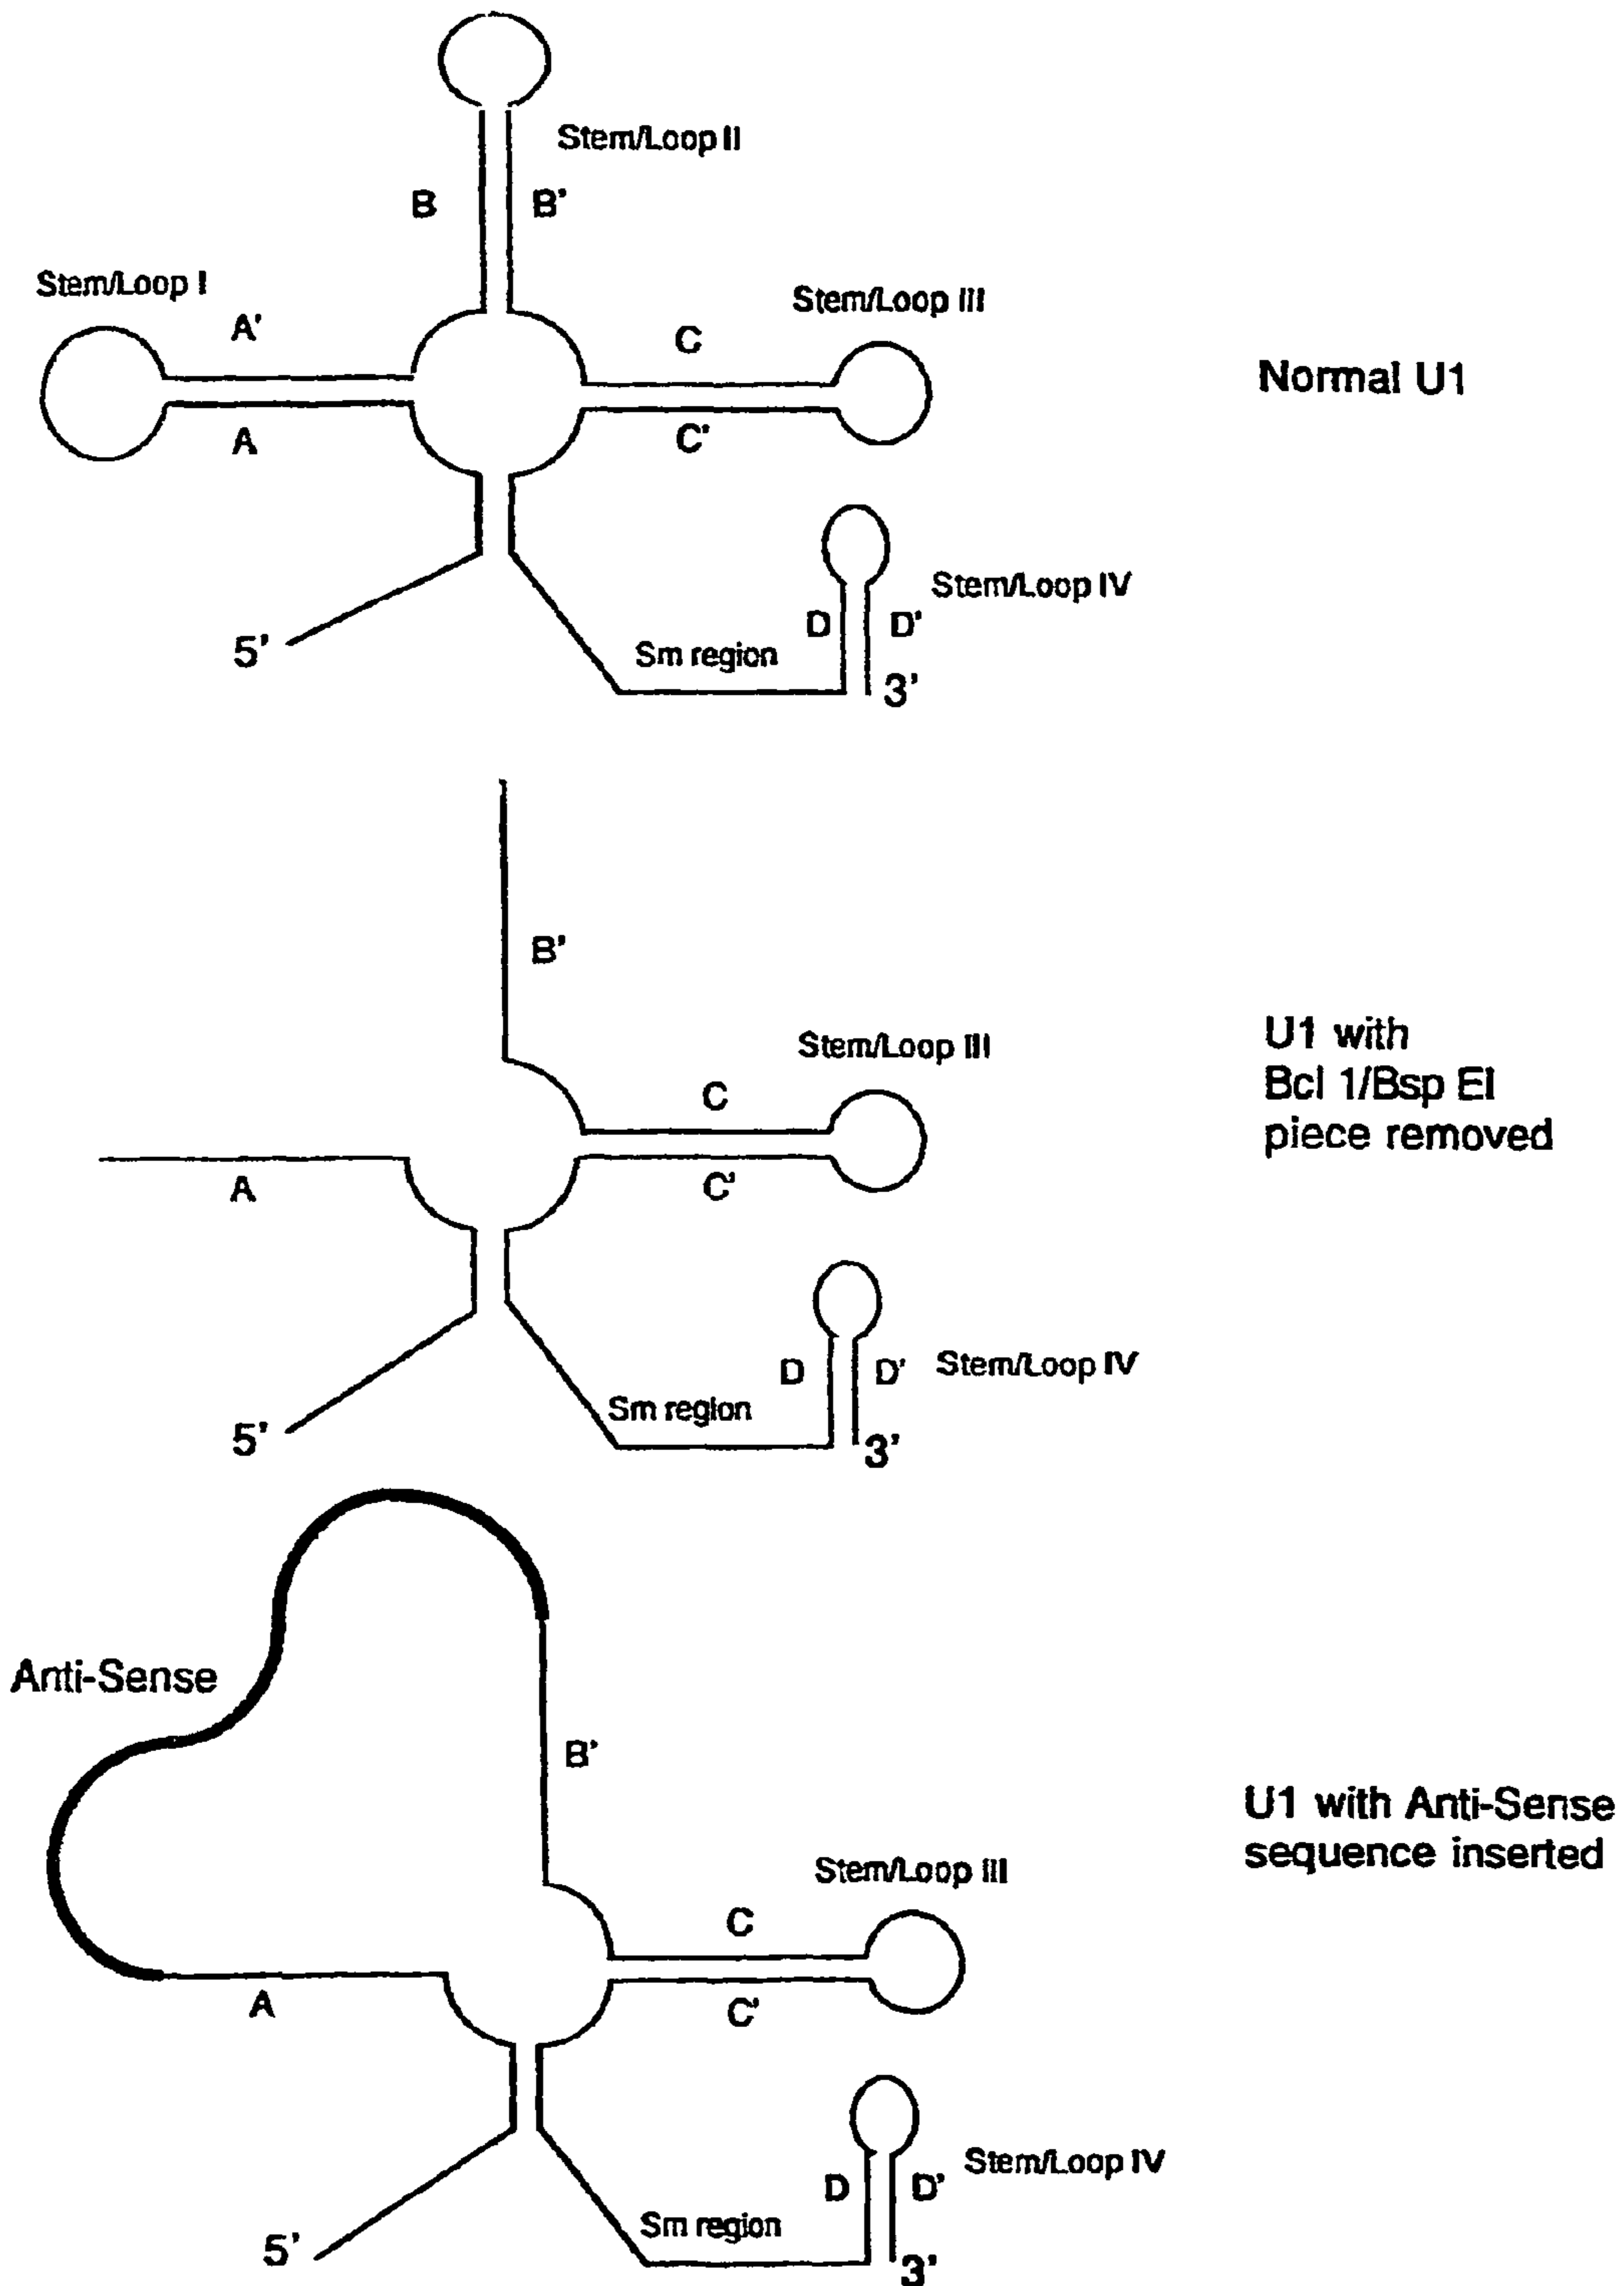 Stem/Loop II
B B'
Stem/Loop I
Stem/Loop III
A'
C
Normal U1
A
C'
Stem/Loop IV
D D'
5'
Sm region
3'
B'
U1 with
Bcl 1/Bsp EI
piece removed
Stem/Loop III
C
A
C'
D D' Stem/Loop IV
Sm region
5'
3'
Anti-Sense
B'
U1 with Anti-Sense
sequence inserted
Stem/Loop III
C
A
C'
Stem/Loop IV
D D'
Sm region
5'
3'